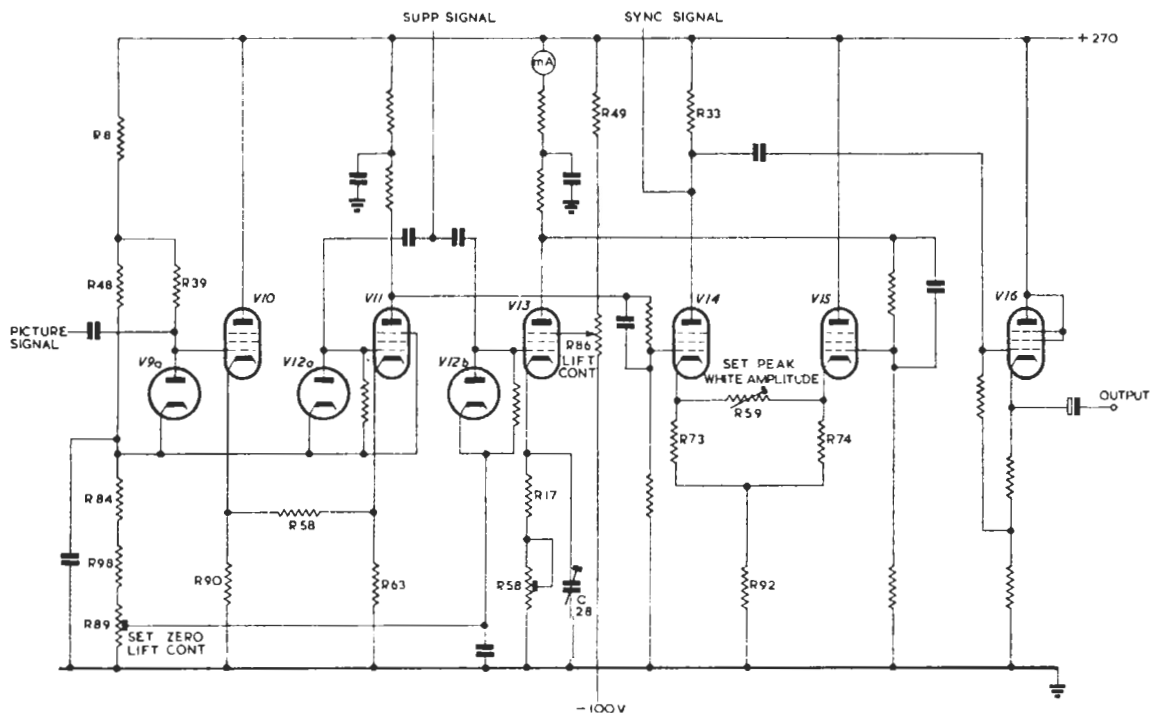 SUPP SIGNAL
SYNC SIGNAL
+270
mA
R8
R49
R33
R48
R39
V10
V11
V13
V14
V15
V16
PICTURE
SIGNAL
V9a
V12a
V12b
R86
LIFT
CONT
SET PEAK
WHITE AMPLITUDE
R59
OUTPUT
R73
R74
R84
R17
R58
R98
R90
R63
R58
C
28
R92
R89
SET ZERO
LIFT CONT
-100V